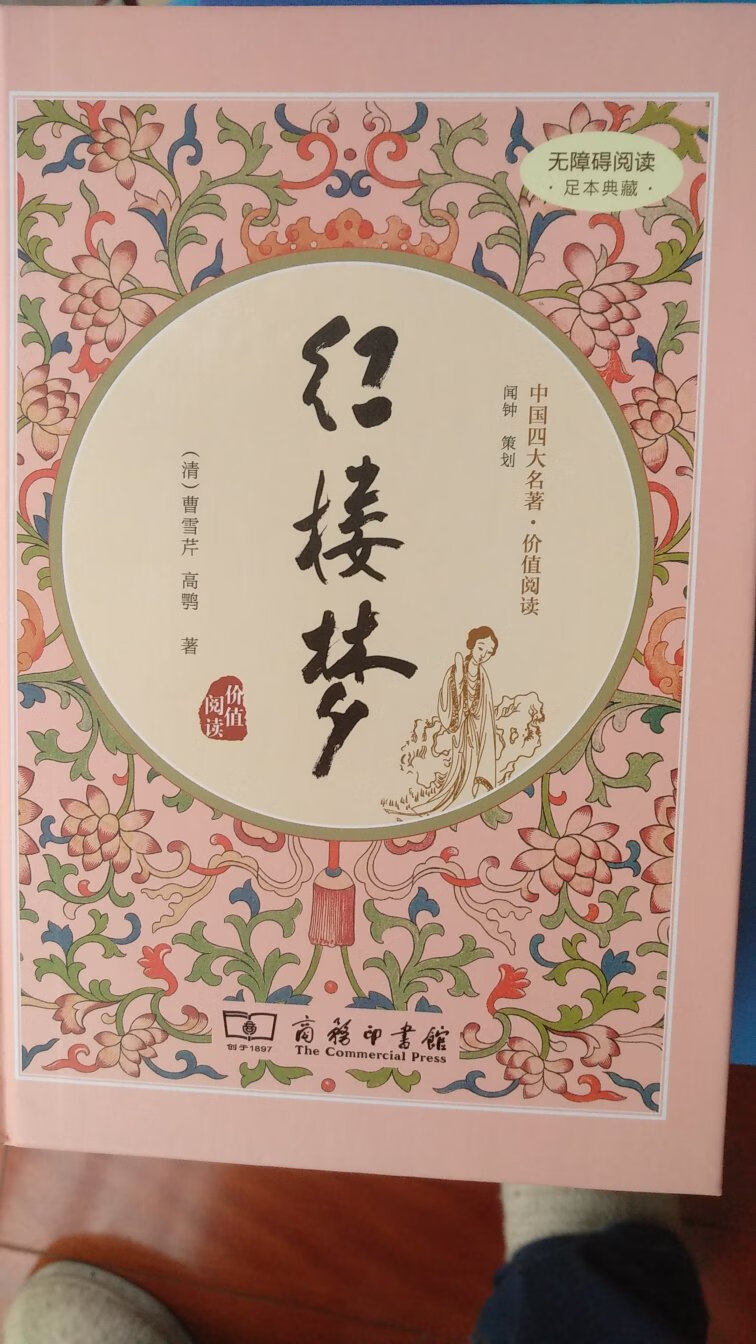 无障碍阅读
·足本典藏·
中国四大名著·价值阅读
闻钟 策划
红楼梦
（清）曹雪芹 高鹗 著
价值
阅读
创于1897
商務印書館
The Commercial Press